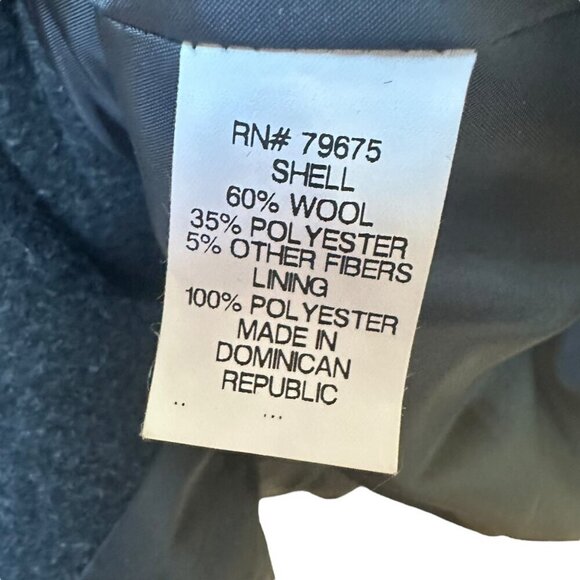 RN# 79675
SHELL
60% WOOL
35% POLYESTER
5% OTHER FIBERS
LINING
100% POLYESTER
MADE IN
DOMINICAN
REPUBLIC